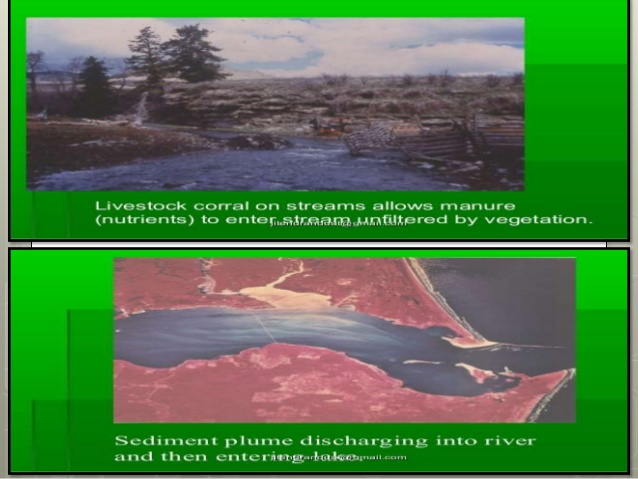 Livestock corral on streams allows manure
(nutrients) to enter stream unfiltered by vegetation.
Sediment plume discharging into river
and then entering lake.